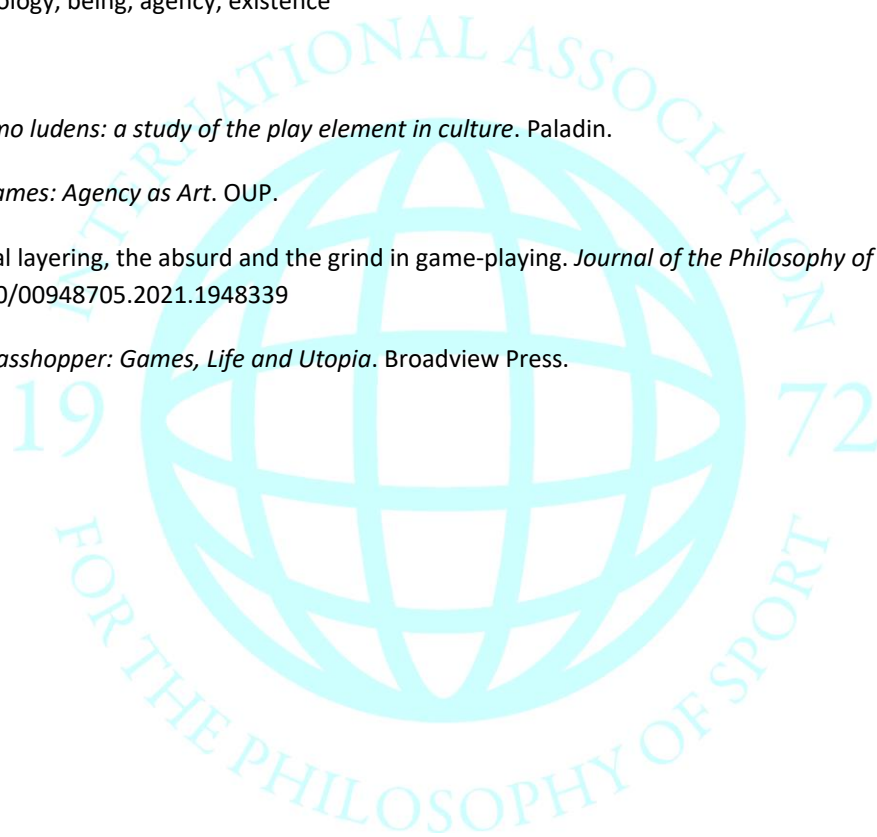 ology, being, agency, existence
mo ludens: a study of the play element in culture. Paladin.
ames: Agency as Art. OUP.
al layering, the absurd and the grind in game-playing. Journal of the Philosophy of
0/00948705.2021.1948339
asshopper: Games, Life and Utopia. Broadview Press.
INTERNATIONAL ASSOCIATION
19 72
FOR THE PHILOSOPHY OF SPORT